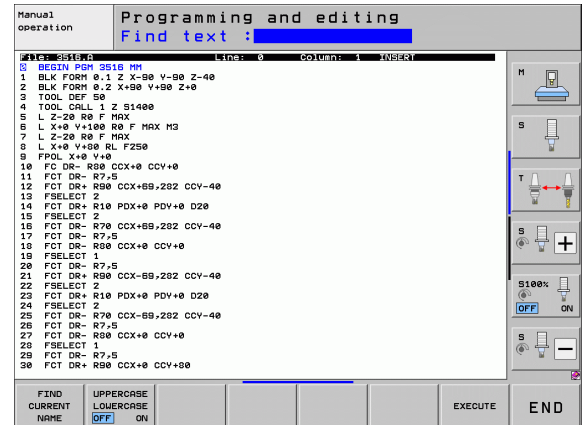 Manual
operation
Programming and editing
Find text :
File: 3516.A Line: 0 Column: 1 INSERT
0 BEGIN PGM 3516 MM
1 BLK FORM 0.1 Z X-90 Y-90 Z-40
2 BLK FORM 0.2 X+90 Y+90 Z+0
3 TOOL DEF 50
4 TOOL CALL 1 Z S1400
5 L Z-20 R0 F MAX
6 L X+0 Y+100 R0 F MAX M3
7 L Z-20 R0 F MAX
8 L X+0 Y+80 RL F250
9 FPOL X+0 Y+0
10 FC DR- R80 CCX+0 CCY+0
11 FCT DR- R7,5
12 FCT DR+ R90 CCX+69,282 CCY-40
13 FSELECT 2
14 FCT DR+ R10 PDX+0 PDY+0 D20
15 FSELECT 2
16 FCT DR- R70 CCX+69,282 CCY-40
17 FCT DR- R7,5
18 FCT DR- R80 CCX+0 CCY+0
19 FSELECT 1
20 FCT DR- R7,5
21 FCT DR+ R90 CCX-69,282 CCY-40
22 FSELECT 2
23 FCT DR+ R10 PDX+0 PDY+0 D20
24 FSELECT 2
25 FCT DR- R70 CCX-69,282 CCY-40
26 FCT DR- R7,5
27 FCT DR- R80 CCX+0 CCY+0
28 FSELECT 1
29 FCT DR- R7,5
30 FCT DR+ R90 CCX+0 CCY+80
M
S
T
S
+
S100%
OFF ON
S
-
FIND
CURRENT
NAME
UPPERCASE
LOWERCASE
OFF ON
EXECUTE
END